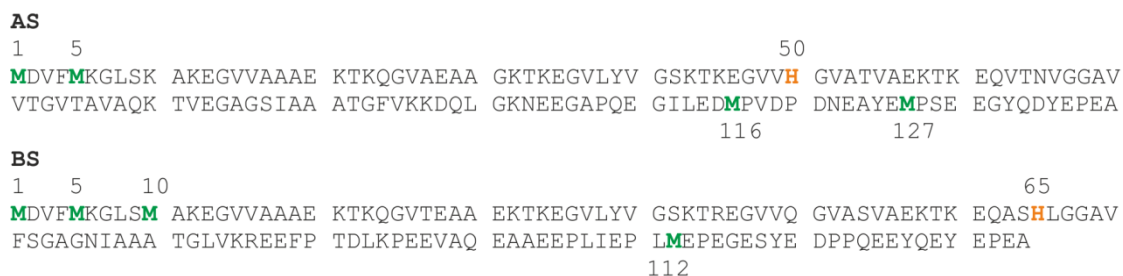 AS
1 5 50
MDVFMKGLSK AKEGVVAAAE KTKQGVAEAA GKTKEGVLYV GSKTKEGVVH GVATVAEKTK EQVTNVGGAV
VTGVTAVAQK TVEGAGSIAA ATGFVKKDQL GKNEEGAPQE GILEDMPVDP DNEAYEMPSE EGYQDYEPEA
116 127
BS
1 5 10 65
MDVFMKGLSM AKEGVVAAAE KTKQGVTEAA EKTKEGVLYV GSKTREGVVQ GVASVAEKTK EQASHLGGAV
FSGAGNIAAA TGLVKREEFP TDLKPEEVAQ EAAEEPLIEP LMEPEGESYE DPPQEEYQEY EPEA
112